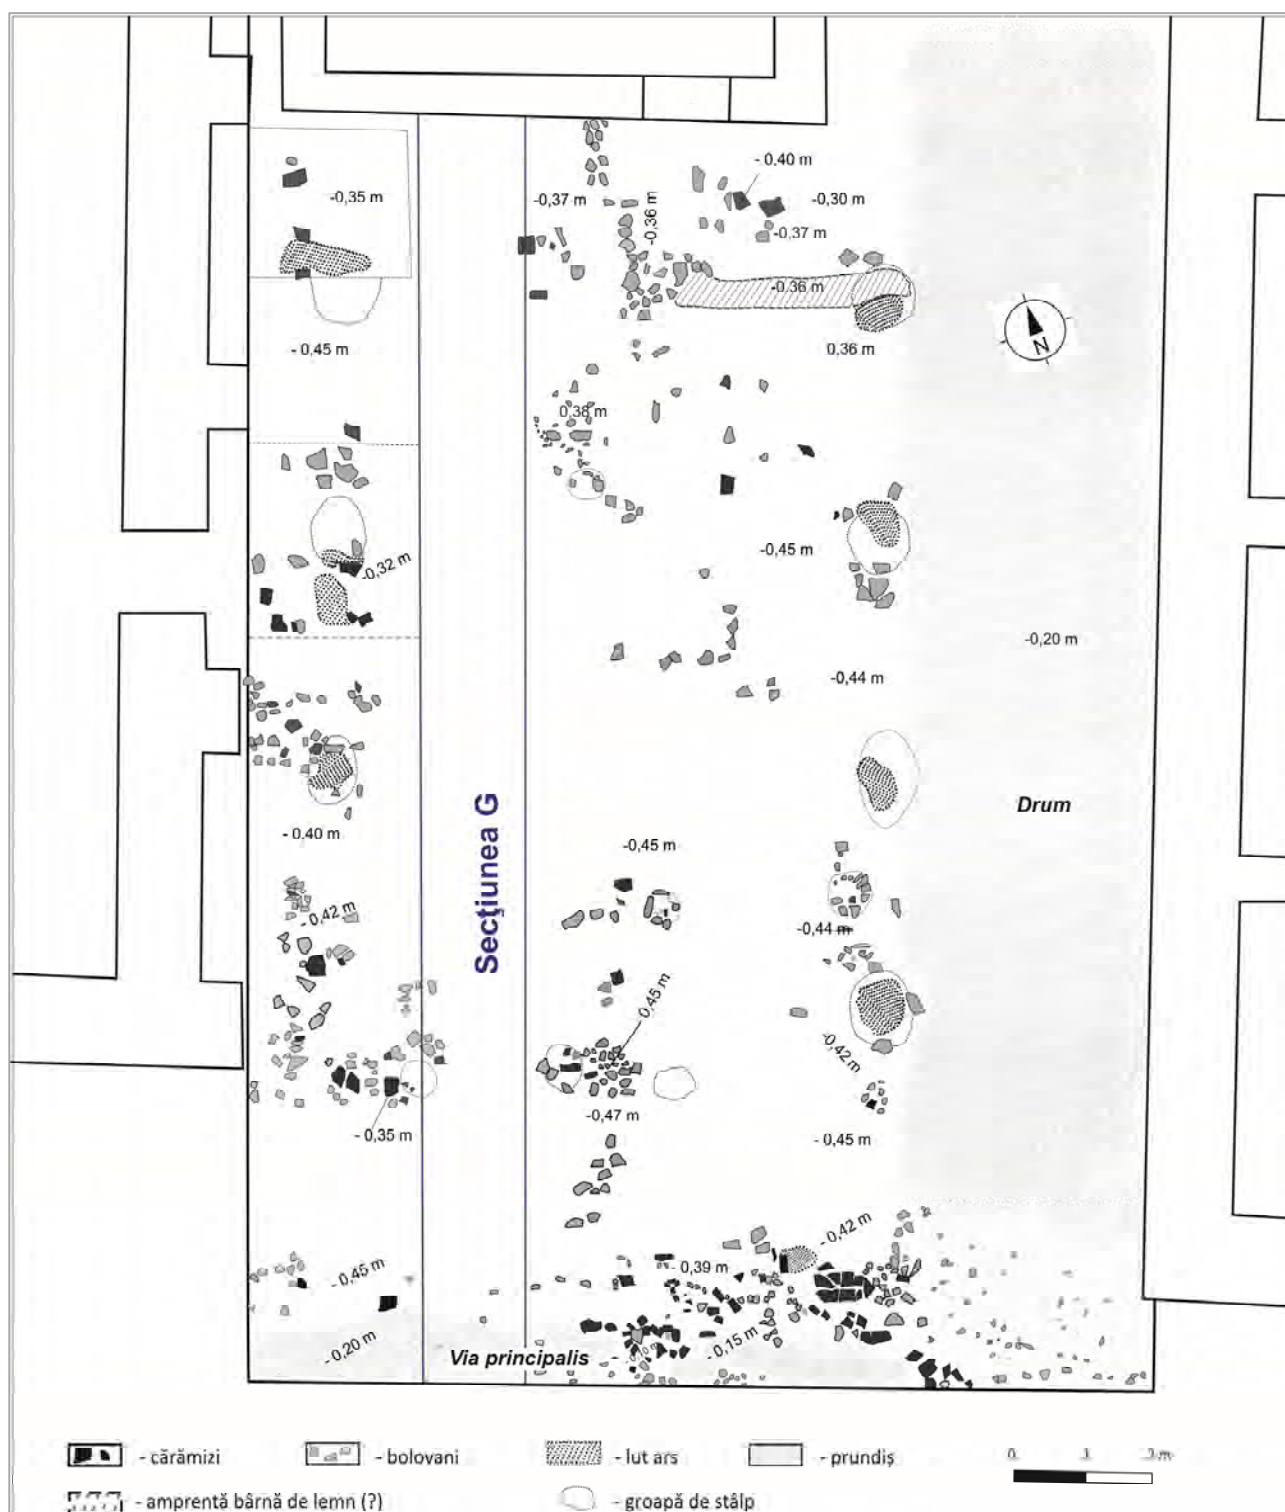 - 0,40 m
-0,35 m
-0,37 m
-0,36 m
-0,30 m
-0,37 m
-0.36 m
- 0,45 m
0,36 m
N
0,38 m
-0,45 m
-0,32 m
-0,20 m
-0,44 m
Secţiunea G
Drum
- 0,40 m
-0,45 m
- 0,42 m
-0,44 m
0,45 m
-0,42 m
-0,47 m
- 0,35 m
- 0,45 m
- 0,42 m
- 0,45 m
- 0,39 m
- 0,20 m
Via principalis
- 0,15 m
- cărămizi
- bolovani
- lut ars
- prundiș
- amprentă bârnă de lemn (?)
- groapă de stâlp